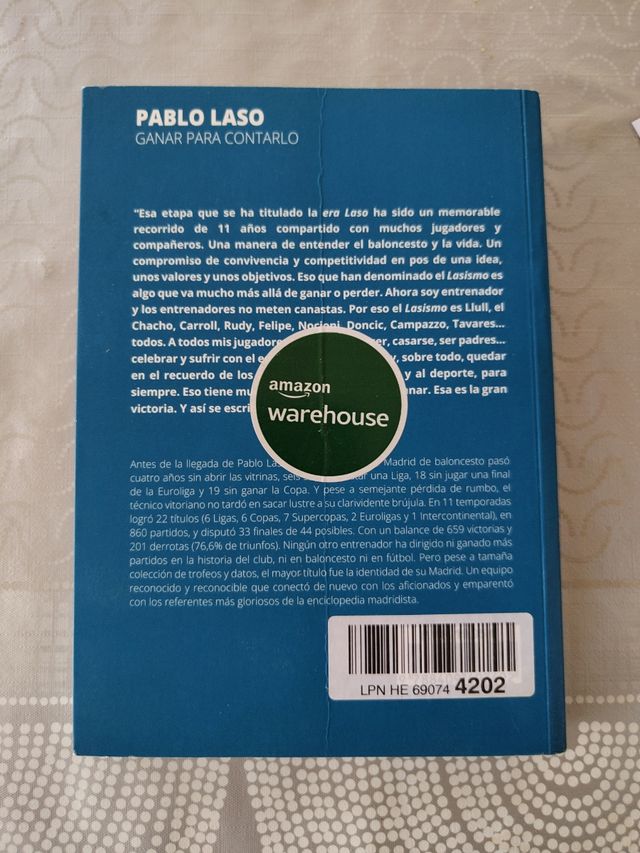 PABLO LASO
GANAR PARA CONTARLO
"Esa etapa que se ha titulado la era Laso ha sido un memorable
recorrido de 11 años compartido con muchos jugadores y
compañeros. Una manera de entender el baloncesto y la vida. Un
compromiso de convivencia y competitividad en pos de una idea,
unos valores y unos objetivos. Eso que han denominado el Lasismo es
algo que va mucho más allá de ganar o perder. Ahora soy entrenador
y los entrenadores no meten canastas. Por eso el Lasismo es Llull, el
Chacho, Carroll, Rudy, Felipe, Nocioni, Doncic, Campazzo, Tavares...
todos. A todos mis jugadores casarse, ser padres...
celebrar y sufrir con el sobre todo, quedar
en el recuerdo de los y al deporte, para
siempre. Eso tiene ganar. Esa es la gran
victoria. Y así se
amazon
warehouse
Antes de la llegada de Pablo Madrid de baloncesto pasó
cuatro años sin abrir las vitrinas, seis una Liga, 18 sin jugar una final
de la Euroliga y 19 sin ganar la Copa. Y pese a semejante pérdida de rumbo, el
técnico vitoriano no tardó en sacar lustre a su clarividente brújula. En 11 temporadas
logró 22 títulos (6 Ligas, 6 Copas, 7 Supercopas, 2 Euroligas y 1 Intercontinental), en
860 partidos, y disputó 33 finales de 44 posibles. Con un balance de 659 victorias y
201 derrotas (76,6% de triunfos). Ningún otro entrenador ha dirigido ni ganado más
partidos en la historia del club, ni en baloncesto ni en fútbol. Pero pese a tamaña
colección de trofeos y datos, el mayor título fue la identidad de su Madrid. Un equipo
reconocido y reconocible que conectó de nuevo con los aficionados y emparentó
con los referentes más gloriosos de la enciclopedia madridista.
LPN HE 69074 4202